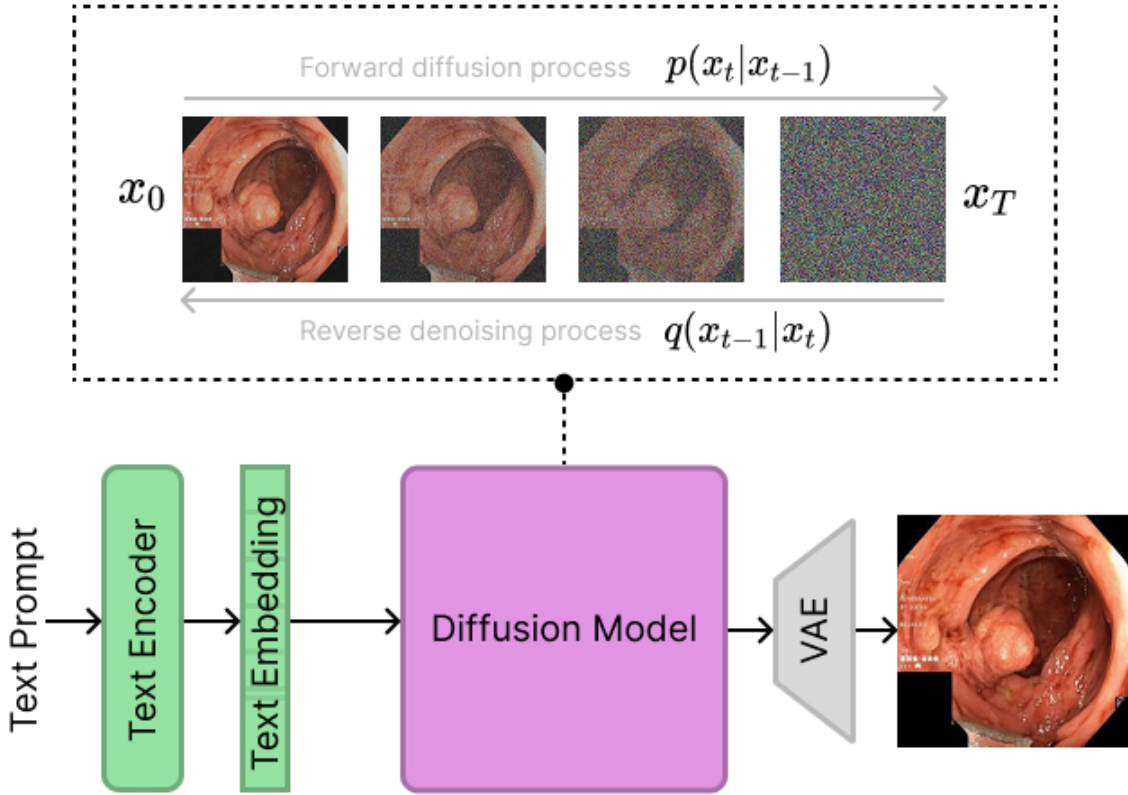 Forward diffusion process p(x_t|x_{t-1})
x_0
x_T
Reverse denoising process q(x_{t-1}|x_t)
Text Prompt
Text Encoder
Text Embedding
Diffusion Model
VAE